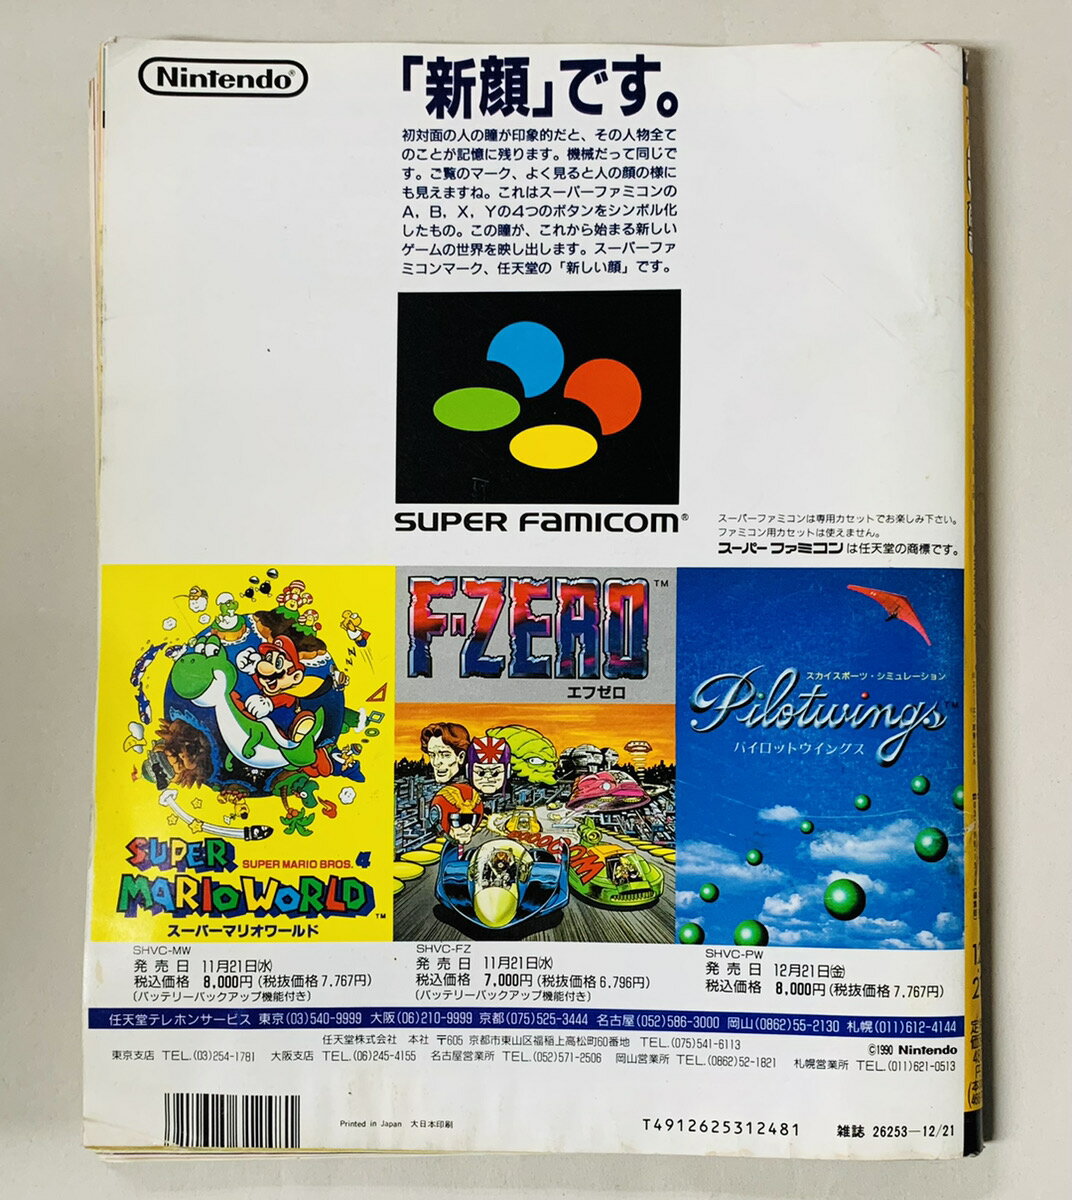 Nintendo®
「新顔」です。
初対面の人の瞳が印象的だと、その人物全て
のことが記憶に残ります。機械だって同じで
す。ご覧のマーク、よく見ると人の顔の様に
も見えますね。これはスーパーファミコンの
A,B,X,Yの4つのボタンをシンボル化
したもの。この瞳が、これから始まる新しい
ゲームの世界を映し出します。スーパーファ
ミコンマーク、任天堂の「新しい顔」です。
SUPER FAMICOM®
スーパーファミコンは専用カセットでお楽しみ下さい。
ファミコン用カセットは使えません。
スーパーファミコンは任天堂の商標です。
SUPER MARIO BROS. 4
SUPER
MARIO WORLD™
スーパーマリオワールド
F-ZERO™
エフゼロ
スカイスポーツ・シミュレーション
Pilotwings™
パイロットウイングス
SHVC-MW
発売日 11月21日(水)
税込価格 8,000円(税抜価格7,767円)
(バッテリーバックアップ機能付き)
SHVC-FZ
発売日 11月21日(水)
税込価格 7,000円(税抜価格6,796円)
(バッテリーバックアップ機能付き)
SHVC-PW
発売日 12月21日(金)
税込価格 8,000円(税抜価格7,767円)
任天堂テレホンサービス 東京(03)540-9999 大阪(06)210-9999 京都(075)525-3444 名古屋(052)586-3000 岡山(0862)55-2130 札幌(011)612-4144
任天堂株式会社 本社 〒605 京都市東山区福稲上高松町60番地 TEL.(075)541-6113
©1990 Nintendo
東京支店 TEL.(03)254-1781 大阪支店 TEL.(06)245-4155 名古屋営業所 TEL.(052)571-2506 岡山営業所 TEL.(0862)52-1821 札幌営業所 TEL.(011)621-0513
Printed in Japan 大日本印刷
T4912625312481
雑誌 26253-12/21